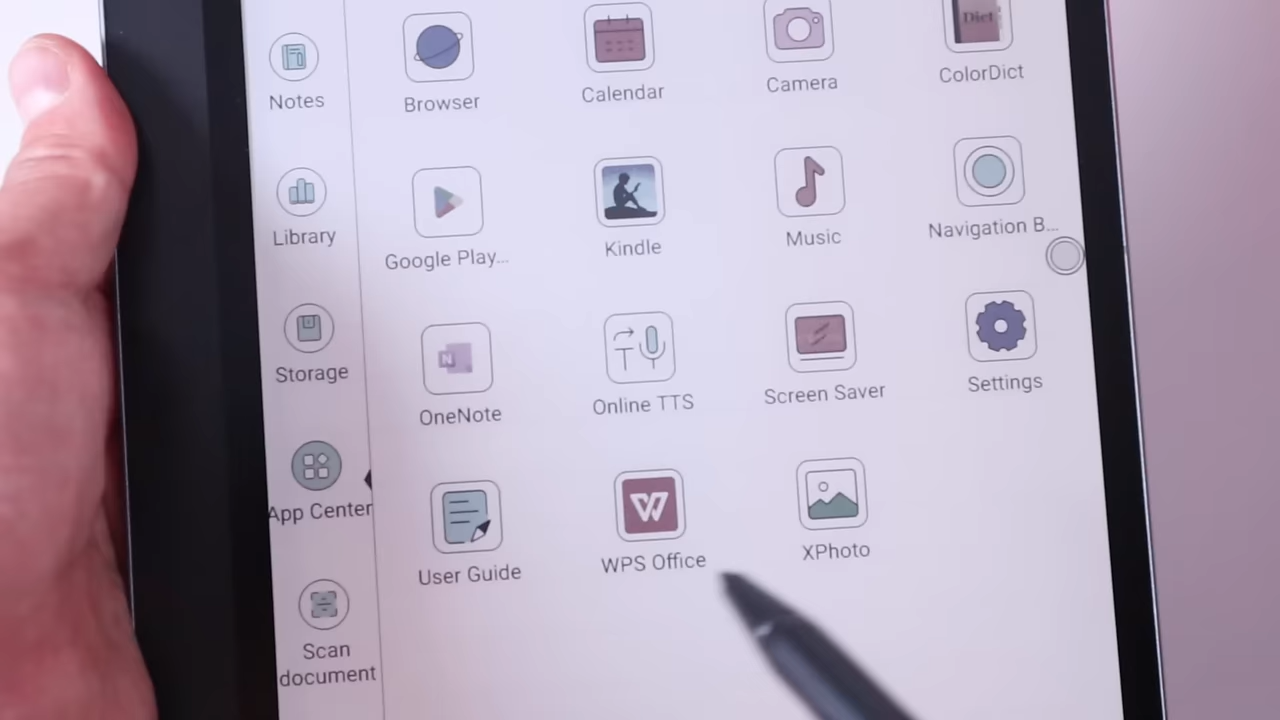 Notes
Library
Storage
App Center
Scan
document
Browser
Calendar
Camera
Dict
ColorDict
Google Play...
Kindle
Music
Navigation B...
N
OneNote
T
Online TTS
Screen Saver
Settings
User Guide
W
WPS Office
XPhoto